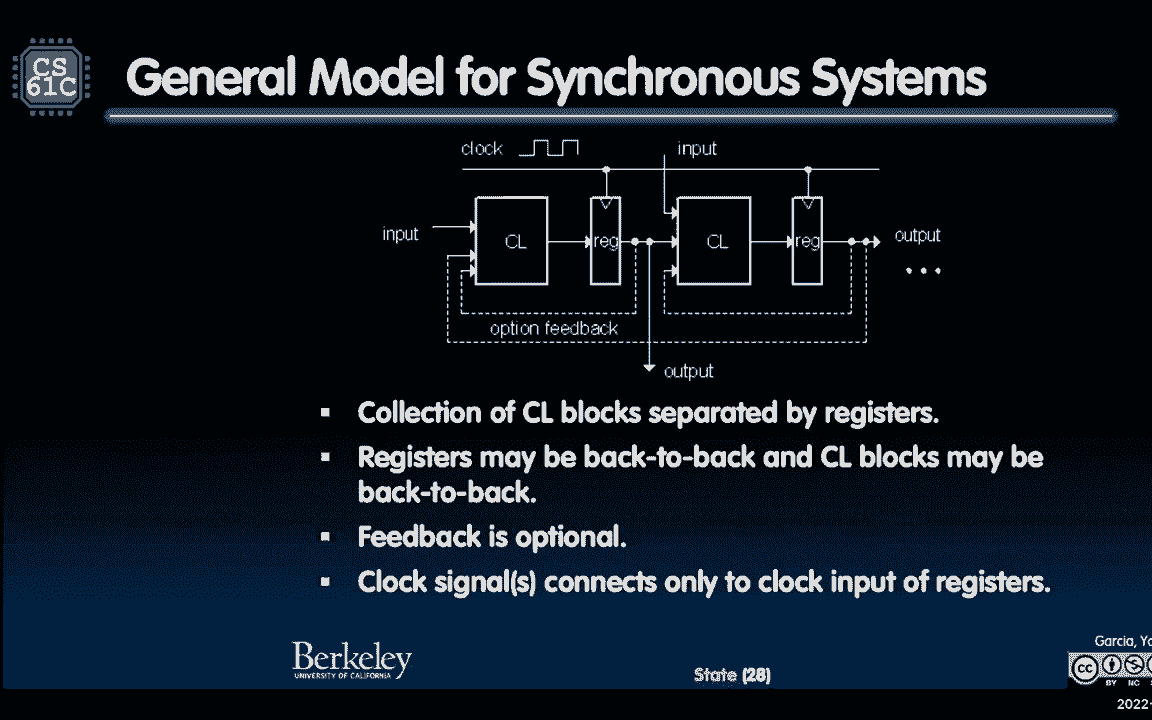 CS
61C
General Model for Synchronous Systems
clock
input
input
CL
reg
CL
reg
output
option feedback
output
▪ Collection of CL blocks separated by registers.
▪ Registers may be back-to-back and CL blocks may be
back-to-back.
▪ Feedback is optional.
▪ Clock signal(s) connects only to clock input of registers.
Berkeley
UNIVERSITY OF CALIFORNIA
State (28)
Garcia,
cc
BY NC
2022-